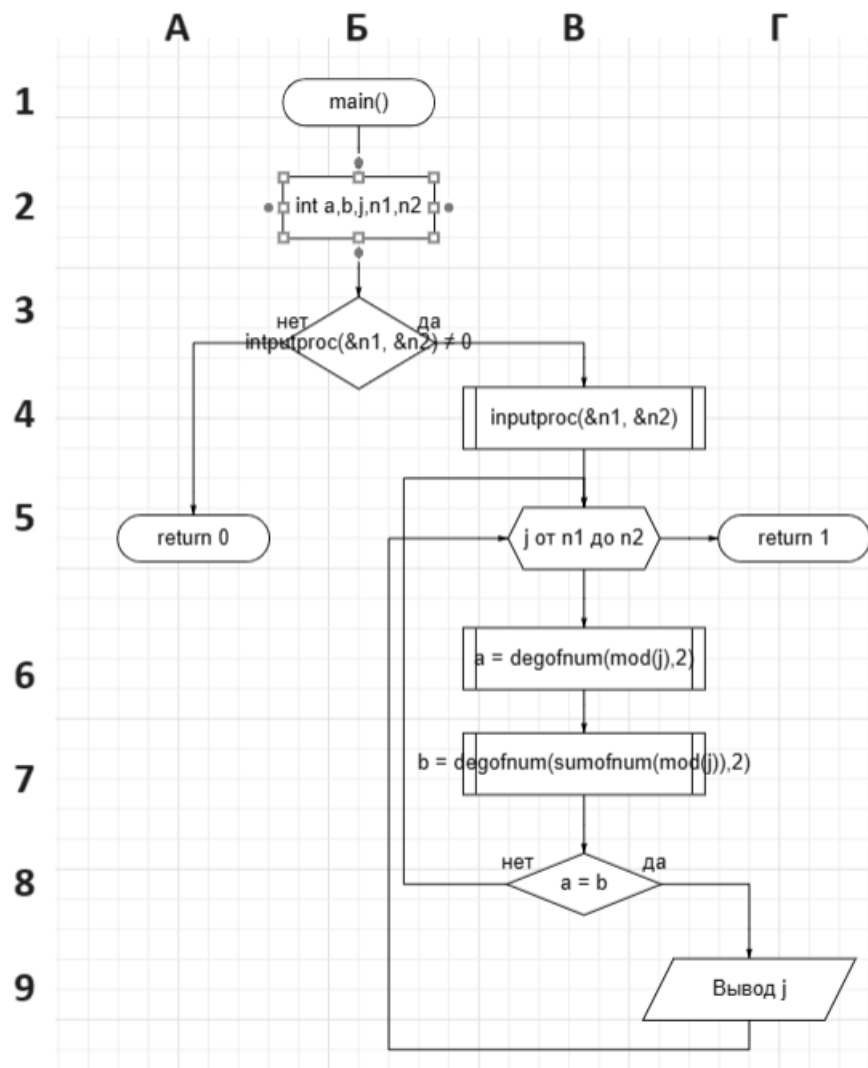 А Б В Г
1
main()
2
int a,b,j,n1,n2
3
нет
да
intputproc(&n1, &n2) ≠ 0
4
inputproc(&n1, &n2)
5
return 0
j от n1 до n2
return 1
6
a = degofnum(mod(j),2)
7
b = degofnum(sumofnum(mod(j)),2)
8
нет
да
a = b
9
Вывод j